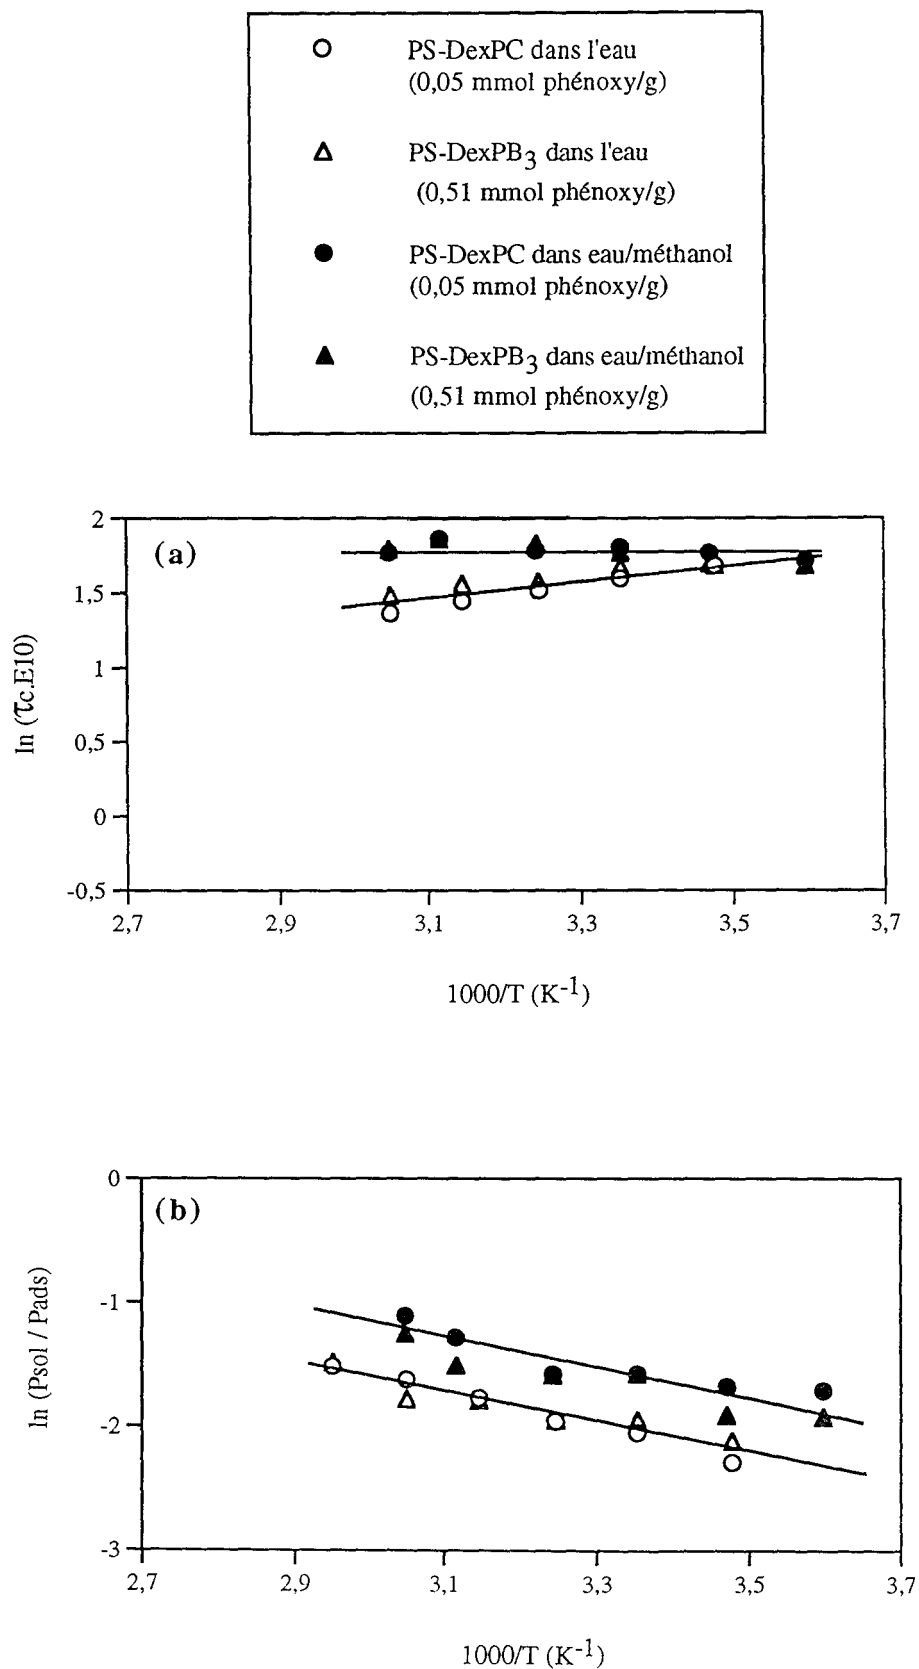 PS-DexPC dans l'eau
(0,05 mmol phénoxy/g)
PS-DexPB3 dans l'eau
(0,51 mmol phénoxy/g)
PS-DexPC dans eau/méthanol
(0,05 mmol phénoxy/g)
PS-DexPB3 dans eau/méthanol
(0,51 mmol phénoxy/g)
(a)
ln (τc.E10)
2
1,5
1
0,5
0
-0,5
2,7 2,9 3,1 3,3 3,5 3,7
1000/T (K-1)
(b)
ln (Psol / Pads)
0
-1
-2
-3
2,7 2,9 3,1 3,3 3,5 3,7
1000/T (K-1)